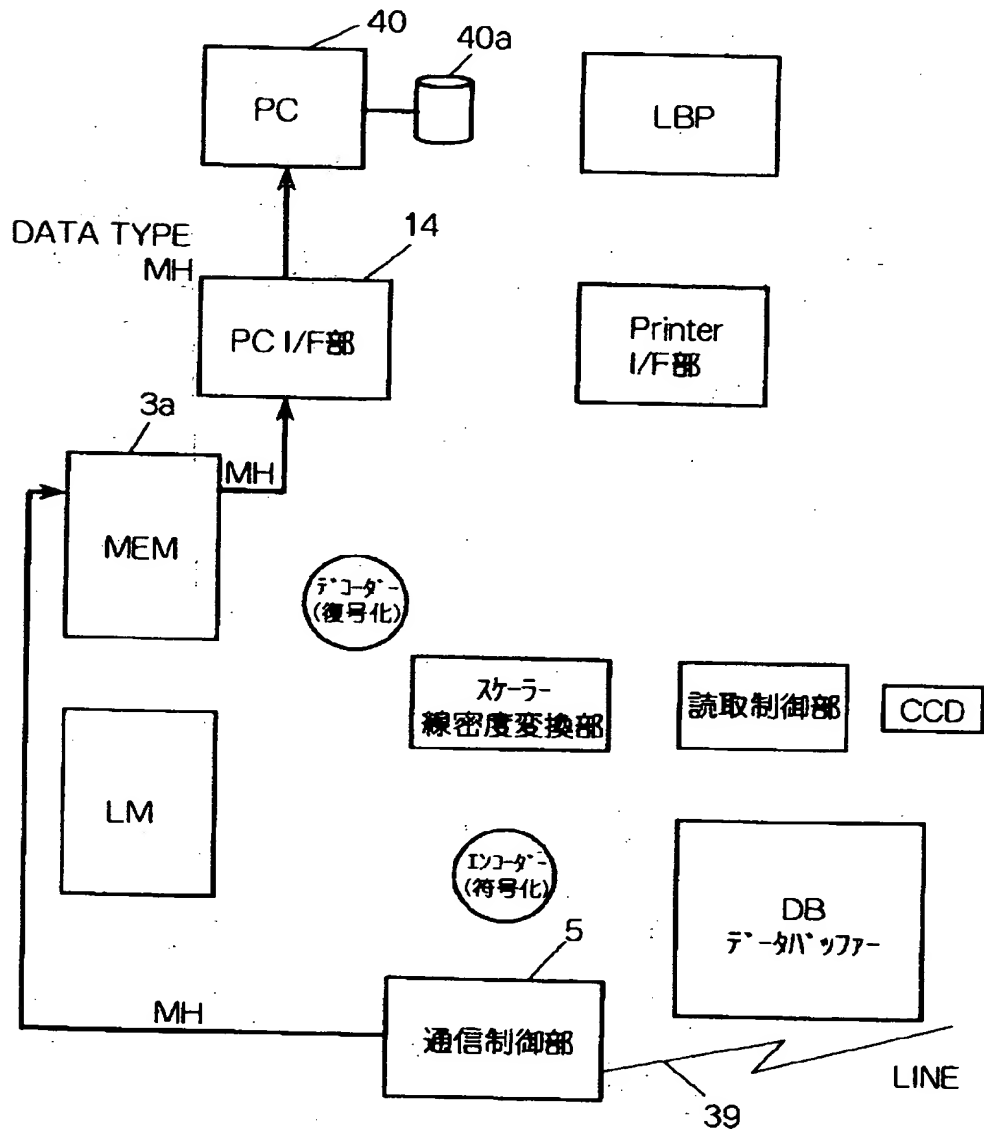 40
40a
PC
LBP
DATA TYPE
MH
14
PC I/F部
Printer
I/F部
3a
MH
MEM
デコーダー
(復号化)
スケーラー
線密度変換部
読取制御部
CCD
LM
エンコーダー
(符号化)
DB
データバッファー
5
MH
通信制御部
LINE
39